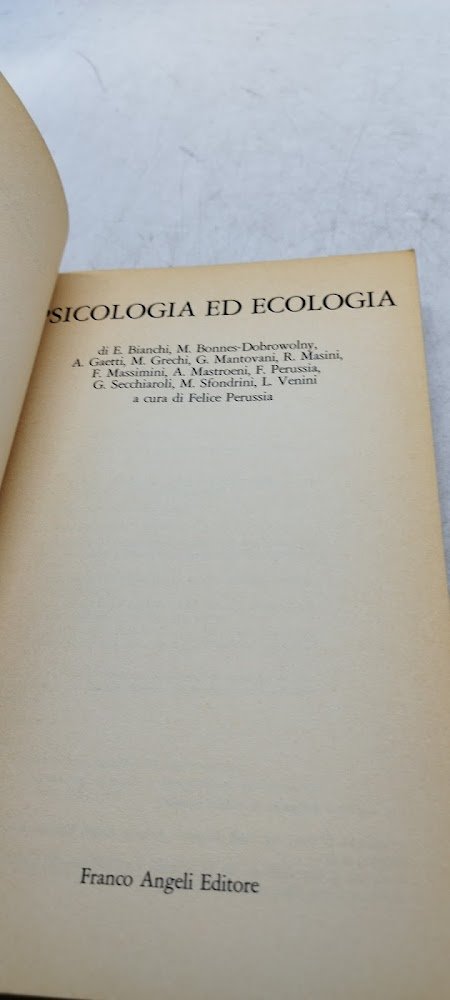 PSICOLOGIA ED ECOLOGIA
di E. Bianchi, M. Bonnes-Dobrowolny,
A. Gaetti, M. Grechi, G. Mantovani, R. Masini,
F. Massimini, A. Mastroeni, F. Perussia,
G. Secchiaroli, M. Sfondrini, L. Venini
a cura di Felice Perussia
Franco Angeli Editore